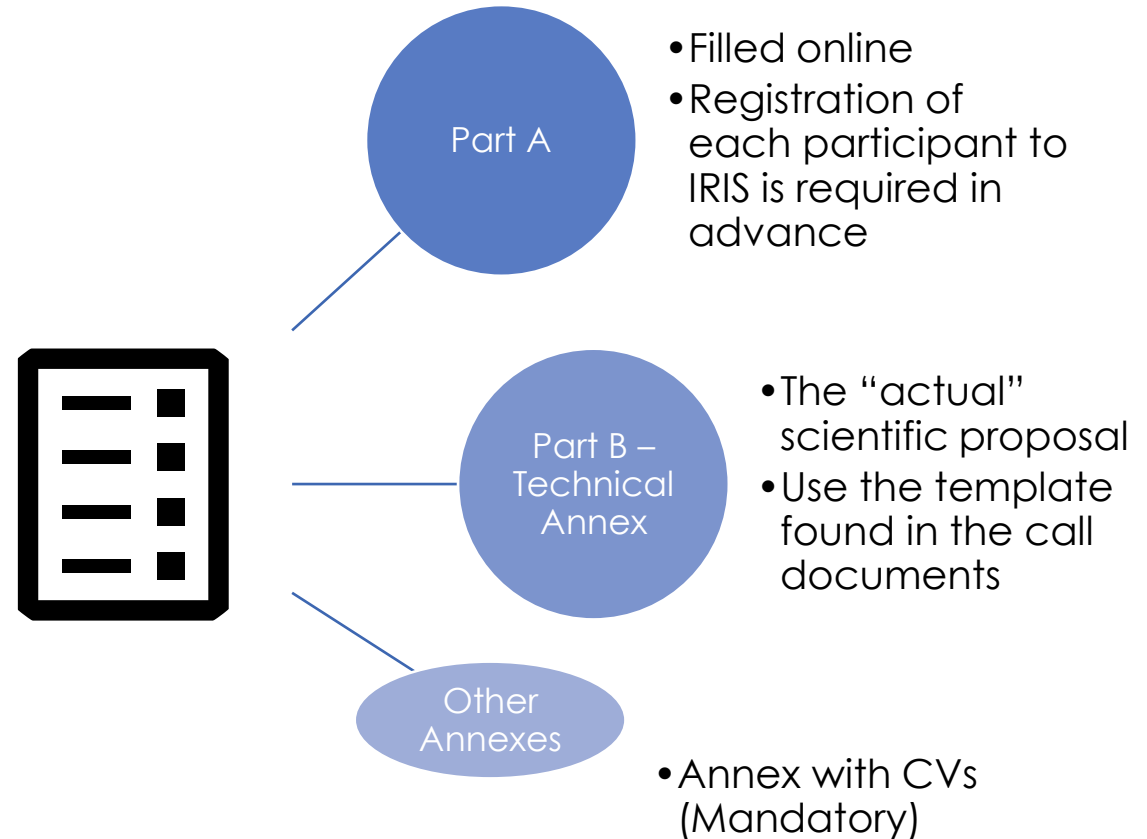 Part A
•Filled online
•Registration of
each participant to
IRIS is required in
advance
Part B –
Technical
Annex
•The “actual”
scientific proposal
•Use the template
found in the call
documents
Other
Annexes
•Annex with CVs
(Mandatory)